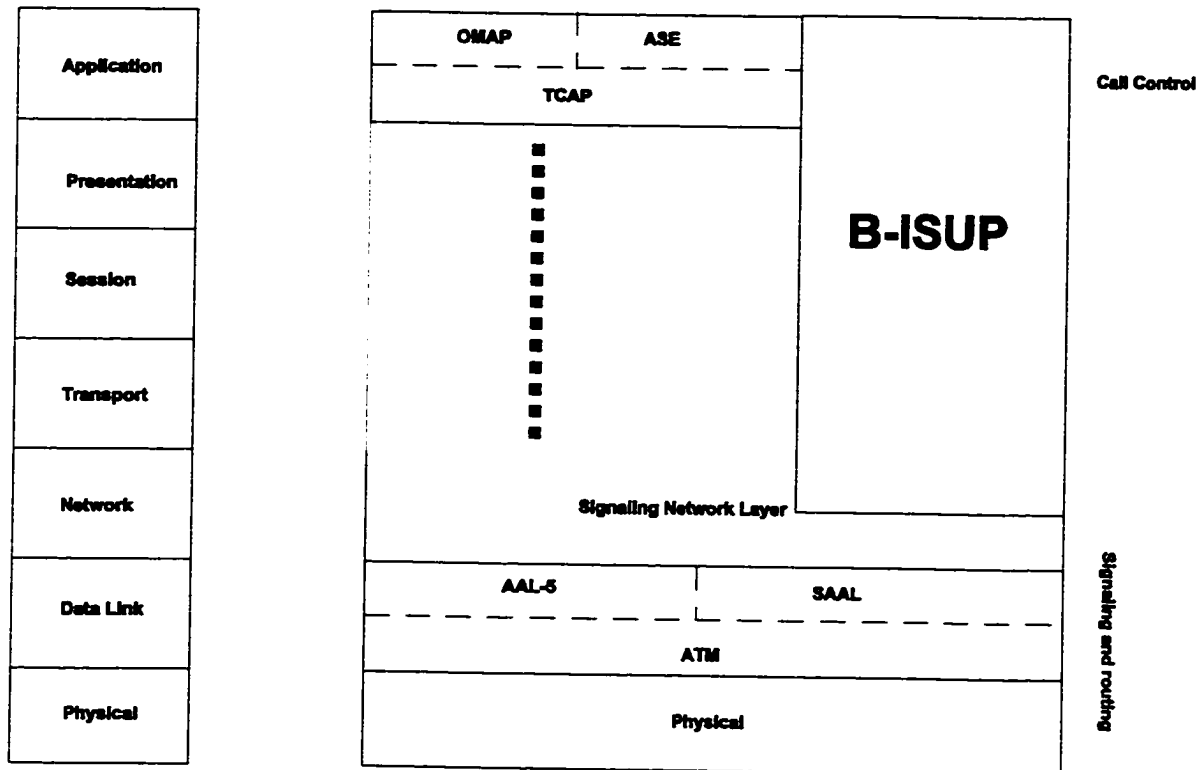 Application
Presentation
Session
Transport
Network
Data Link
Physical
OMAP
ASE
TCAP
B-ISUP
Signaling Network Layer
AAL-5
SAAL
ATM
Physical
Call Control
Signaling and routing